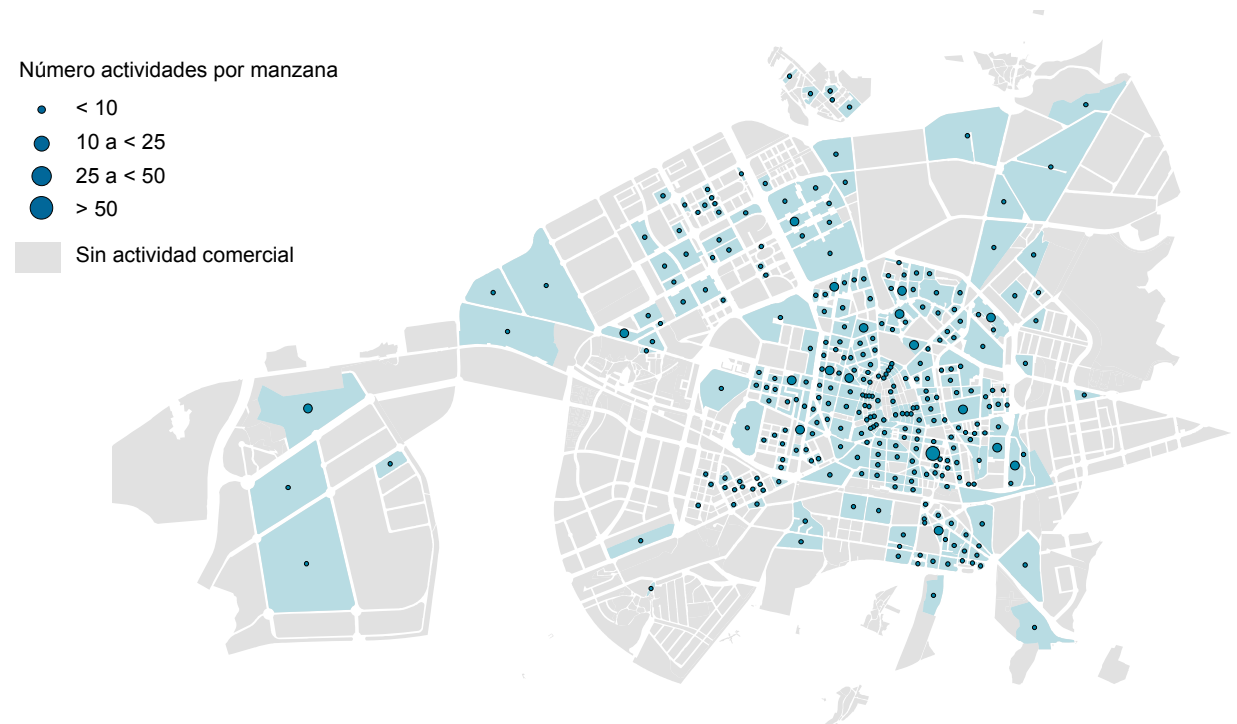 Número actividades por manzana
< 10
10 a < 25
25 a < 50
> 50
Sin actividad comercial